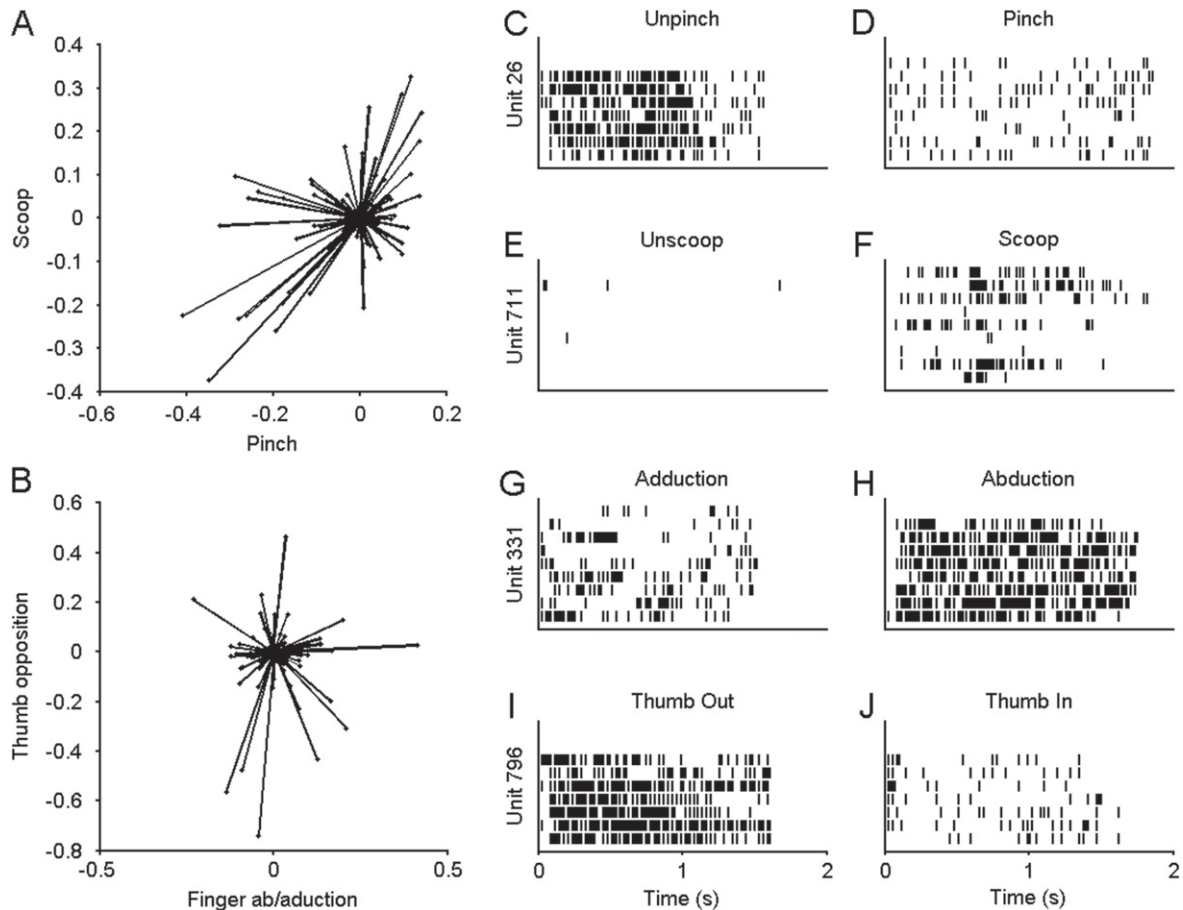 A
0.4
0.3
0.2
0.1
0
-0.1
-0.2
-0.3
-0.4
Scoop
-0.6
-0.4
-0.2
0
0.2
Pinch
B
0.6
0.4
0.2
0
-0.2
-0.4
-0.6
-0.8
Thumb opposition
-0.5
0
0.5
Finger ab/aduction
C
Unpinch
Unit 26
D
Pinch
E
Unscoop
Unit 711
F
Scoop
G
Adduction
Unit 331
H
Abduction
I
Thumb Out
Unit 796
0
1
2
Time (s)
J
Thumb In
0
1
2
Time (s)